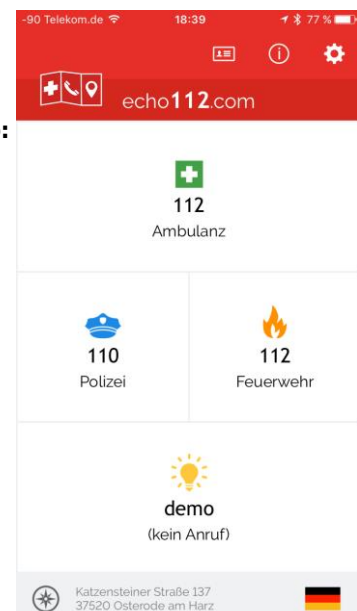 -90 Telekom.de 18:39 77 %
echo112.com
:
112
Ambulanz
110
Polizei
112
Feuerwehr
demo
(kein Anruf)
Katzensteiner Straße 137
37520 Osterode am Harz